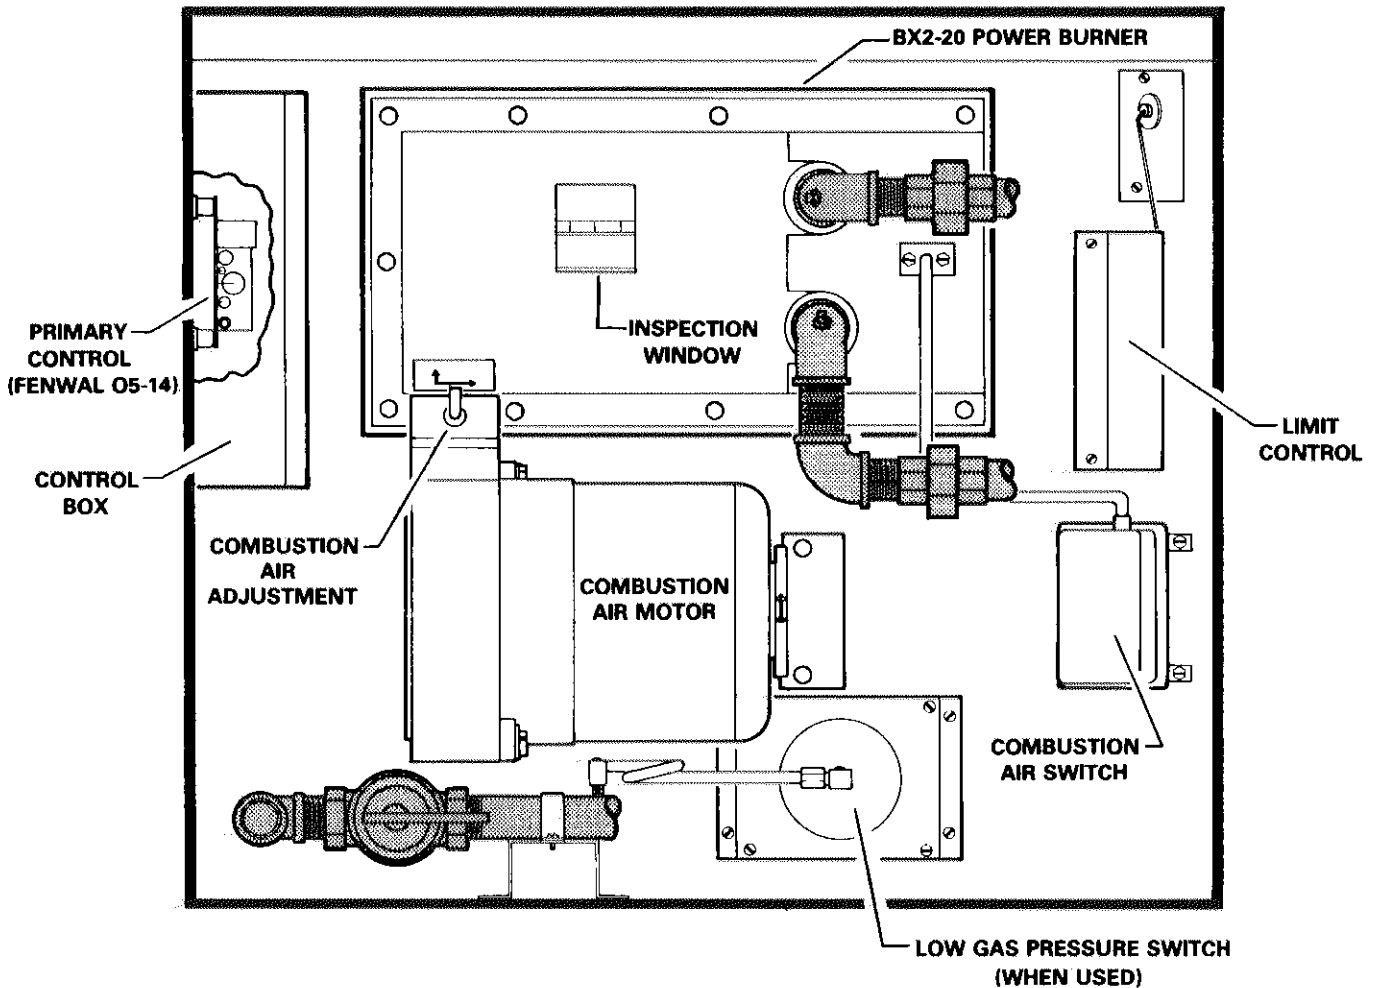 BX2-20 POWER BURNER
PRIMARY
CONTROL
(FENWAL O5-14)
INSPECTION
WINDOW
LIMIT
CONTROL
CONTROL
BOX
COMBUSTION
AIR
ADJUSTMENT
COMBUSTION
AIR MOTOR
COMBUSTION
AIR SWITCH
LOW GAS PRESSURE SWITCH
(WHEN USED)